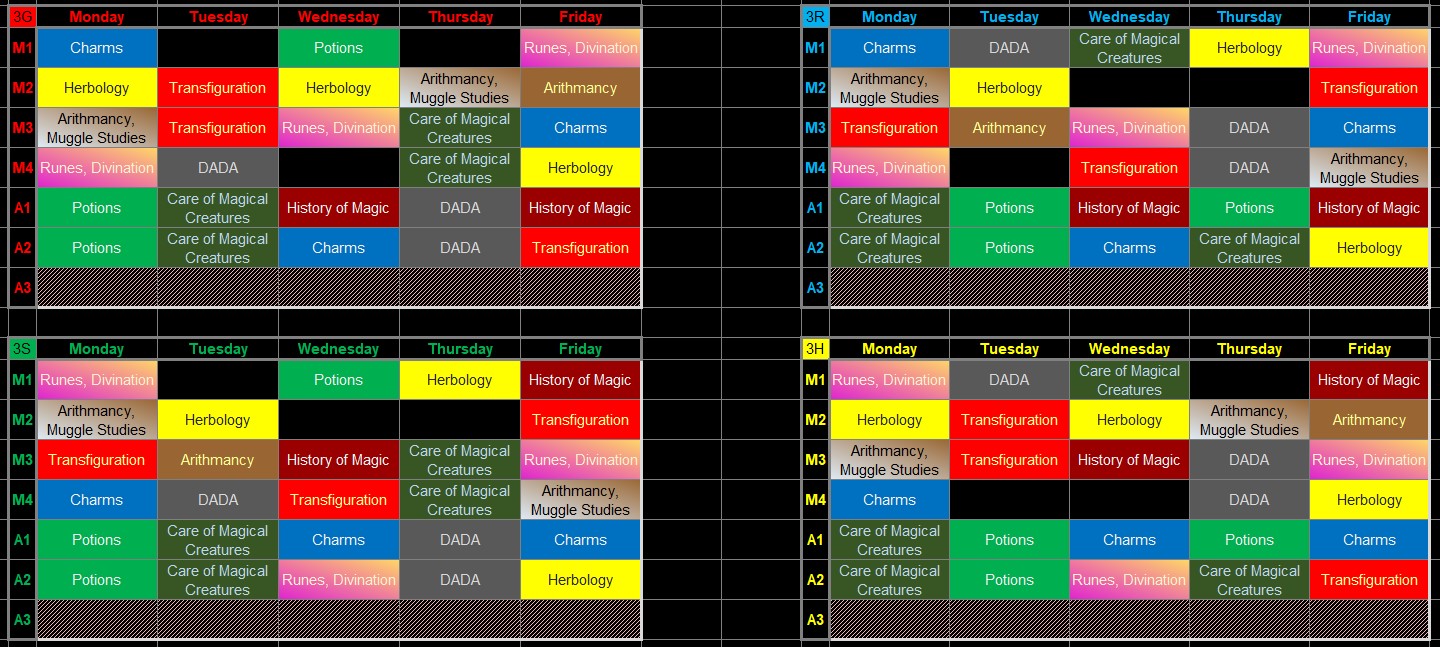 3G Monday Tuesday Wednesday Thursday Friday
M1 Charms Potions Runes, Divination
M2 Herbology Transfiguration Herbology Arithmancy, Muggle Studies Arithmancy
M3 Arithmancy, Muggle Studies Transfiguration Runes, Divination Care of Magical Creatures Charms
M4 Runes, Divination DADA Care of Magical Creatures Herbology
A1 Potions Care of Magical Creatures History of Magic DADA History of Magic
A2 Potions Care of Magical Creatures Charms DADA Transfiguration
A3
3R Monday Tuesday Wednesday Thursday Friday
M1 Charms DADA Care of Magical Creatures Herbology Runes, Divination
M2 Arithmancy, Muggle Studies Herbology Transfiguration
M3 Transfiguration Arithmancy Runes, Divination DADA Charms
M4 Runes, Divination Transfiguration DADA Arithmancy, Muggle Studies
A1 Care of Magical Creatures Potions History of Magic Potions History of Magic
A2 Care of Magical Creatures Potions Charms Care of Magical Creatures Herbology
A3
3S Monday Tuesday Wednesday Thursday Friday
M1 Runes, Divination Potions Herbology History of Magic
M2 Arithmancy, Muggle Studies Herbology Transfiguration
M3 Transfiguration Arithmancy History of Magic Care of Magical Creatures Runes, Divination
M4 Charms DADA Transfiguration Care of Magical Creatures Arithmancy, Muggle Studies
A1 Potions Care of Magical Creatures Charms DADA Charms
A2 Potions Care of Magical Creatures Runes, Divination DADA Herbology
A3
3H Monday Tuesday Wednesday Thursday Friday
M1 Runes, Divination DADA Care of Magical Creatures History of Magic
M2 Herbology Transfiguration Herbology Arithmancy, Muggle Studies Arithmancy
M3 Arithmancy, Muggle Studies Transfiguration History of Magic DADA Runes, Divination
M4 Charms DADA Herbology
A1 Care of Magical Creatures Potions Charms Potions Charms
A2 Care of Magical Creatures Potions Runes, Divination Care of Magical Creatures Transfiguration
A3